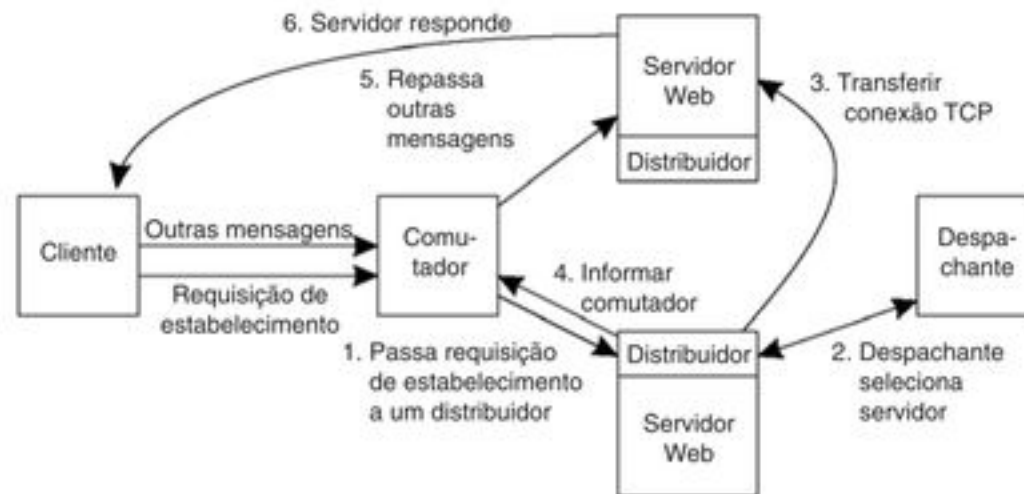 6. Servidor responde
5. Repassa
outras
mensagens
Servidor
Web
Distribuidor
3. Transferir
conexão TCP
Cliente
Outras mensagens
Requisição de
estabelecimento
Comu-
tador
4. Informar
comutador
Despa-
chante
1. Passa requisição
de estabelecimento
a um distribuidor
Distribuidor
Servidor
Web
2. Despachante
seleciona
servidor